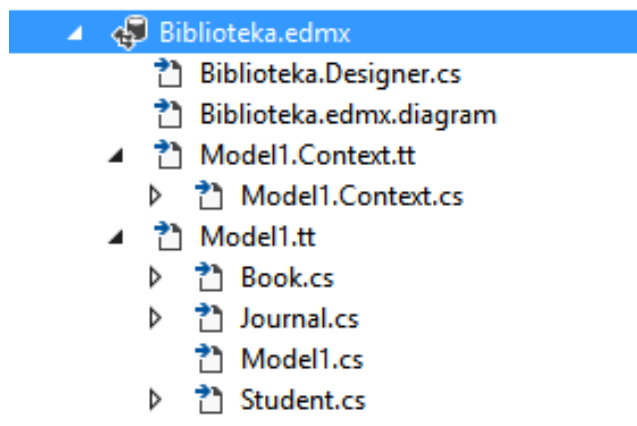 Biblioteka.edmx
Biblioteka.Designer.cs
Biblioteka.edmx.diagram
Model1.Context.tt
Model1.Context.cs
Model1.tt
Book.cs
Journal.cs
Model1.cs
Student.cs